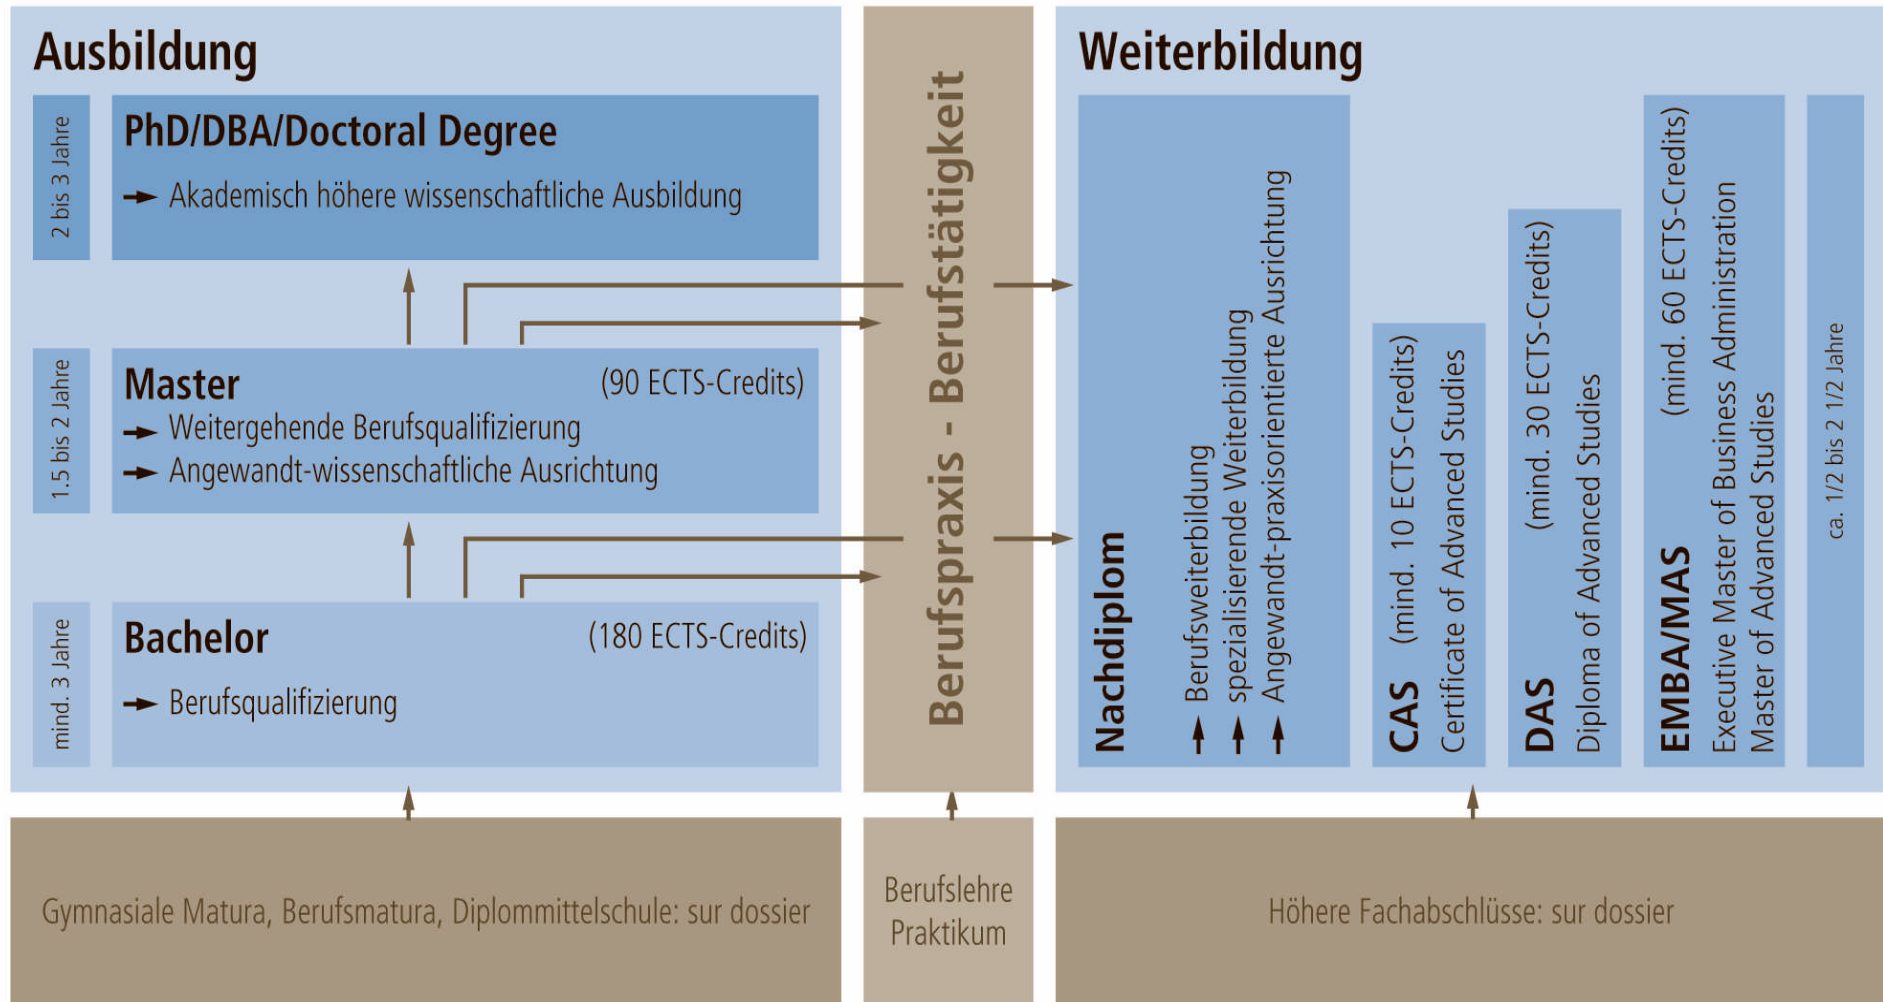 Ausbildung
2 bis 3 Jahre
PhD/DBA/Doctoral Degree
Akademisch höhere wissenschaftliche Ausbildung
1.5 bis 2 Jahre
Master (90 ECTS-Credits)
Weitergehende Berufsqualifizierung
Angewandt-wissenschaftliche Ausrichtung
mind. 3 Jahre
Bachelor (180 ECTS-Credits)
Berufsqualifizierung
Gymnasiale Matura, Berufsmatura, Diplommittelschule: sur dossier
Berufspraxis - Berufstätigkeit
Berufslehre
Praktikum
Weiterbildung
Nachdiplom
Berufsweiterbildung
spezialisierende Weiterbildung
Angewandt-praxisorientierte Ausrichtung
CAS (mind. 10 ECTS-Credits)
Certificate of Advanced Studies
DAS (mind. 30 ECTS-Credits)
Diploma of Advanced Studies
EMBA/MAS (mind. 60 ECTS-Credits)
Executive Master of Business Administration
Master of Advanced Studies
ca. 1/2 bis 2 1/2 Jahre
Höhere Fachabschlüsse: sur dossier